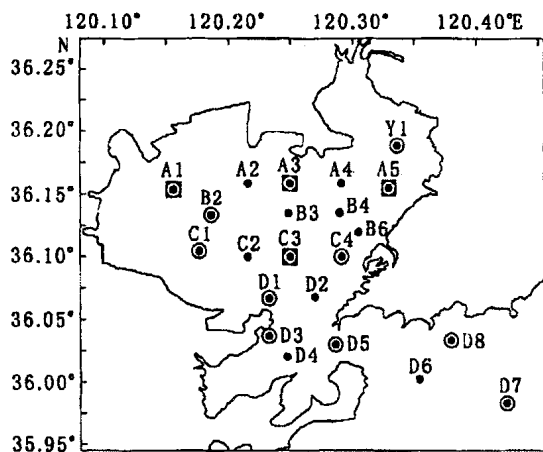 120.10° 120.20° 120.30° 120.40°E
N
36.25°
36.20°
Y1
A1 A2 A3 A4 A5
36.15°
B2 B3 B4
B6
C1 C2 C3 C4
36.10°
D1 D2
36.05°
D3 D5 D8
D4
D6
36.00°
D7
35.95°